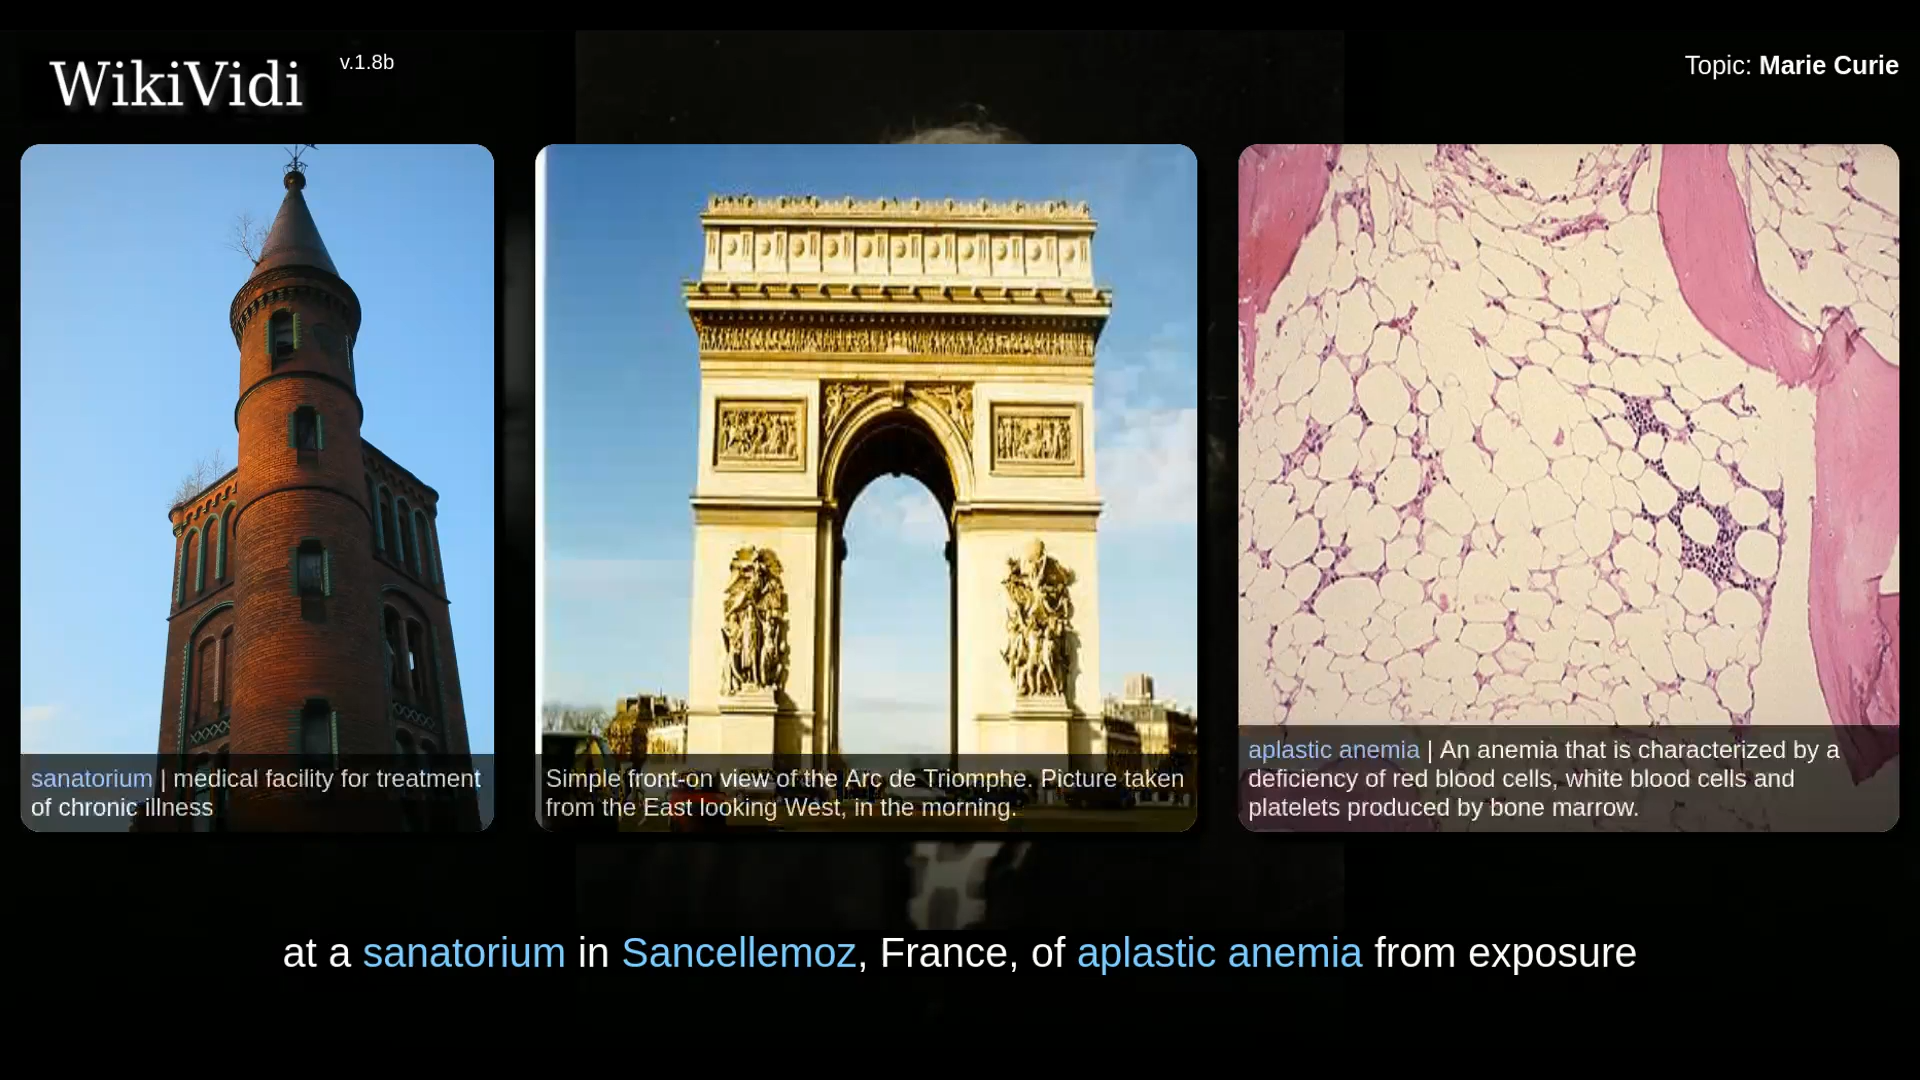 WikiVidi
v.1.8b
Topic: Marie Curie
sanatorium | medical facility for treatment
of chronic illness
Simple front-on view of the Arc de Triomphe. Picture taken
from the East looking West, in the morning.
aplastic anemia | An anemia that is characterized by a
deficiency of red blood cells, white blood cells and
platelets produced by bone marrow.
at a sanatorium in Sancellemoz, France, of aplastic anemia from exposure